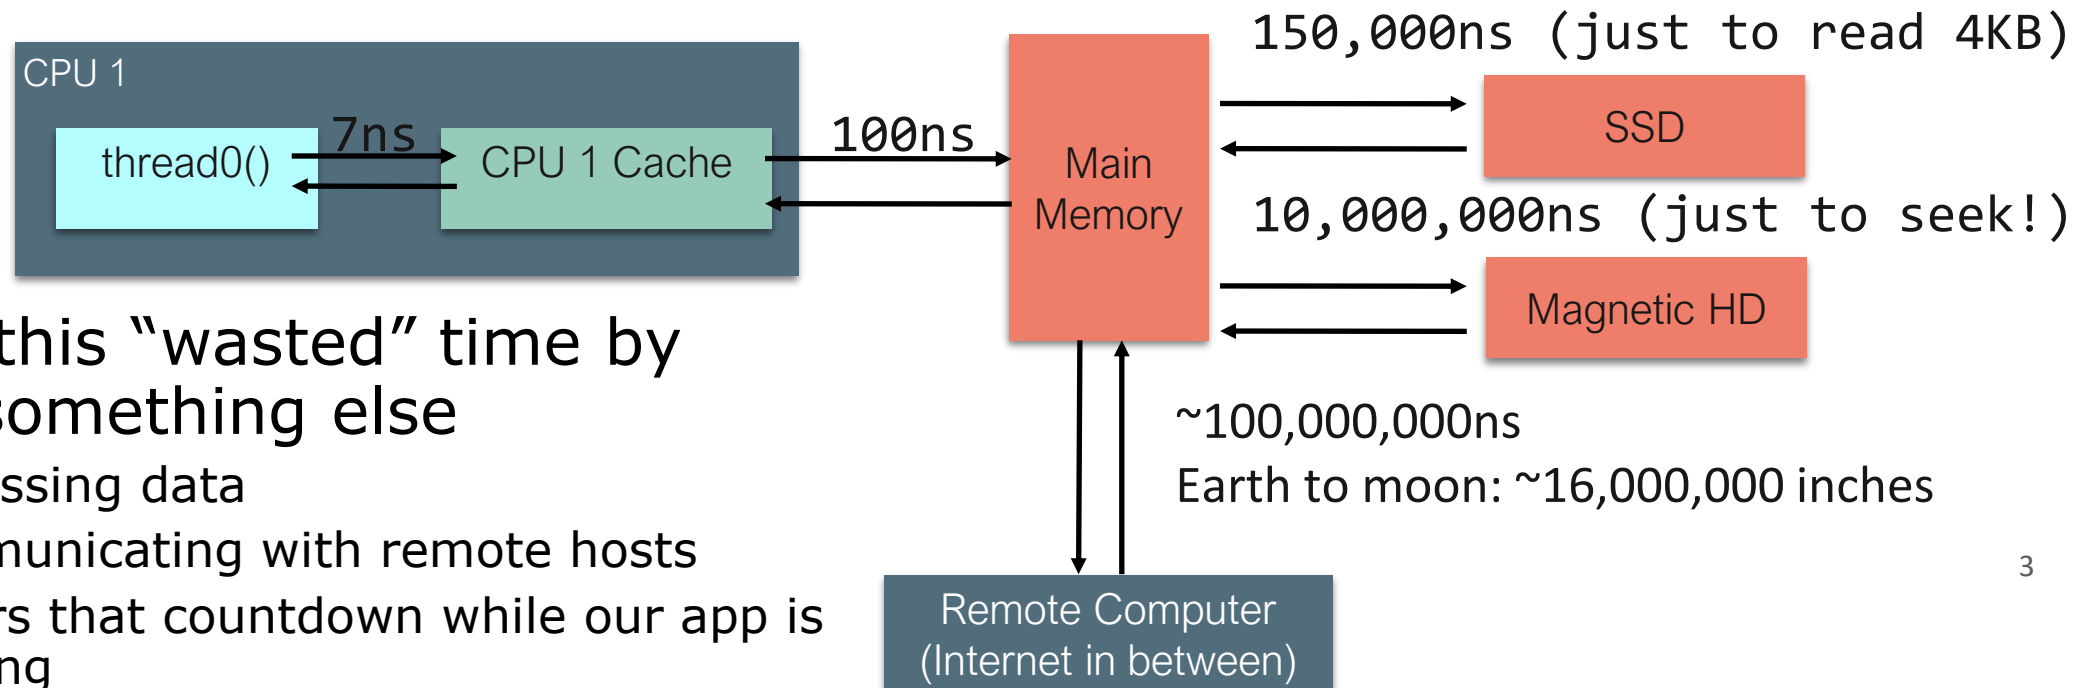 150,000ns (just to read 4KB)
CPU 1
7ns
100ns
thread0()
CPU 1 Cache
Main
Memory
SSD
10,000,000ns (just to seek!)
Magnetic HD
this “wasted” time by
something else
ssing data
municating with remote hosts
rs that countdown while our app is
ng
~100,000,000ns
Earth to moon: ~16,000,000 inches
3
Remote Computer
(Internet in between)